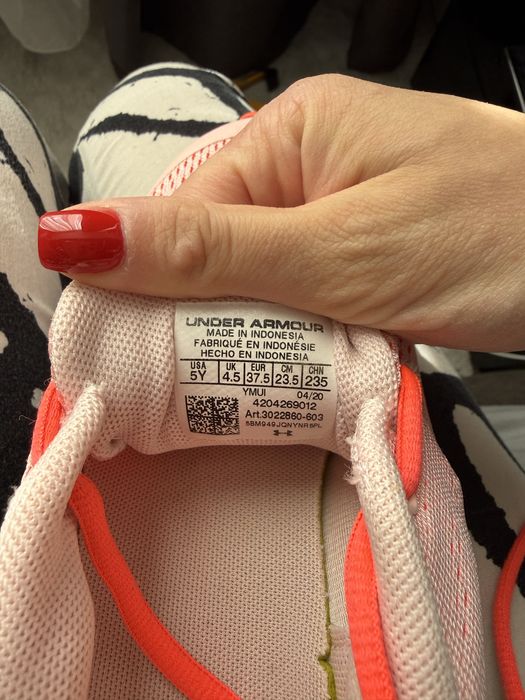 UNDER ARMOUR
MADE IN INDONESIA
FABRIQUÉ EN INDONÉSIE
HECHO EN INDONESIA
USA UK EUR CM CHN
5Y 4.5 37.5 23.5 235
YMUI 04/20
4204269012
Art.3022860-603
5BM949JQNYNR5PL